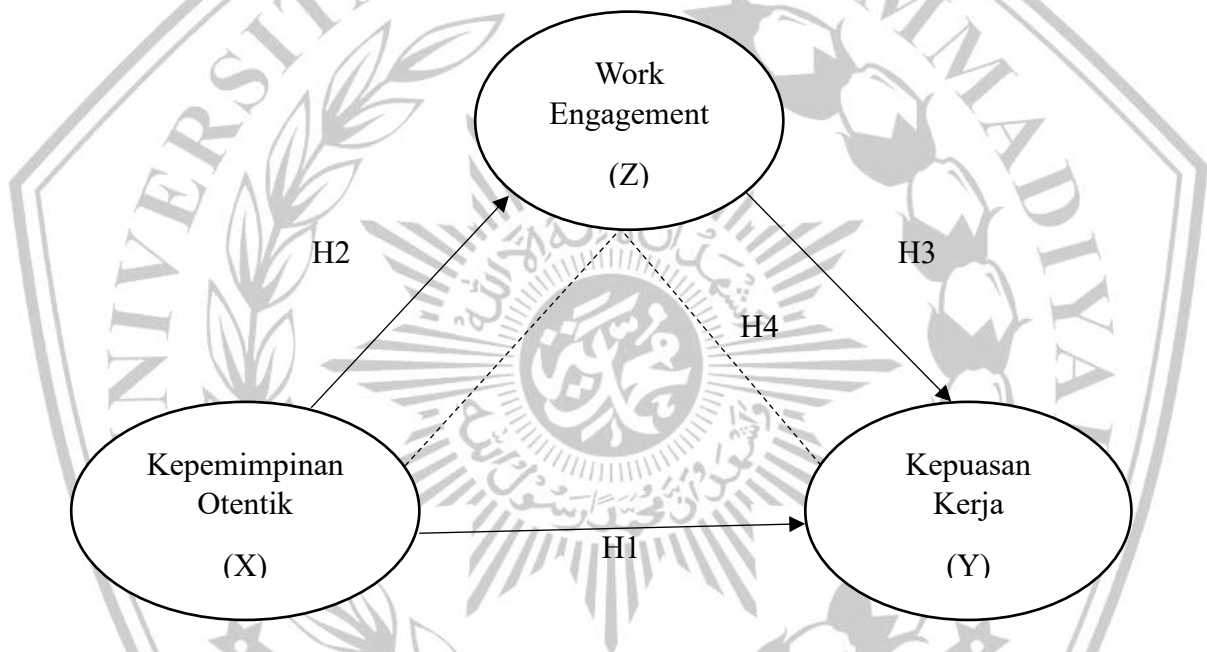 Work
Engagement
(Z)
H2
H3
H4
Kepemimpinan
Otentik
(X)
Kepuasan
Kerja
(Y)
H1